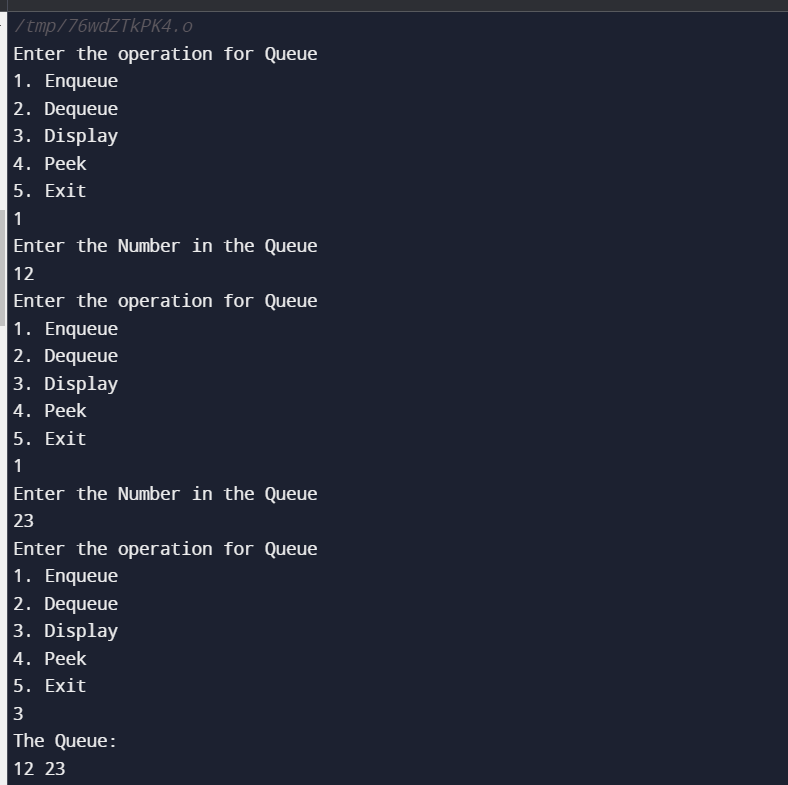 /tmp/76wdZTkPK4.o
Enter the operation for Queue
1. Enqueue
2. Dequeue
3. Display
4. Peek
5. Exit
1
Enter the Number in the Queue
12
Enter the operation for Queue
1. Enqueue
2. Dequeue
3. Display
4. Peek
5. Exit
1
Enter the Number in the Queue
23
Enter the operation for Queue
1. Enqueue
2. Dequeue
3. Display
4. Peek
5. Exit
3
The Queue:
12 23